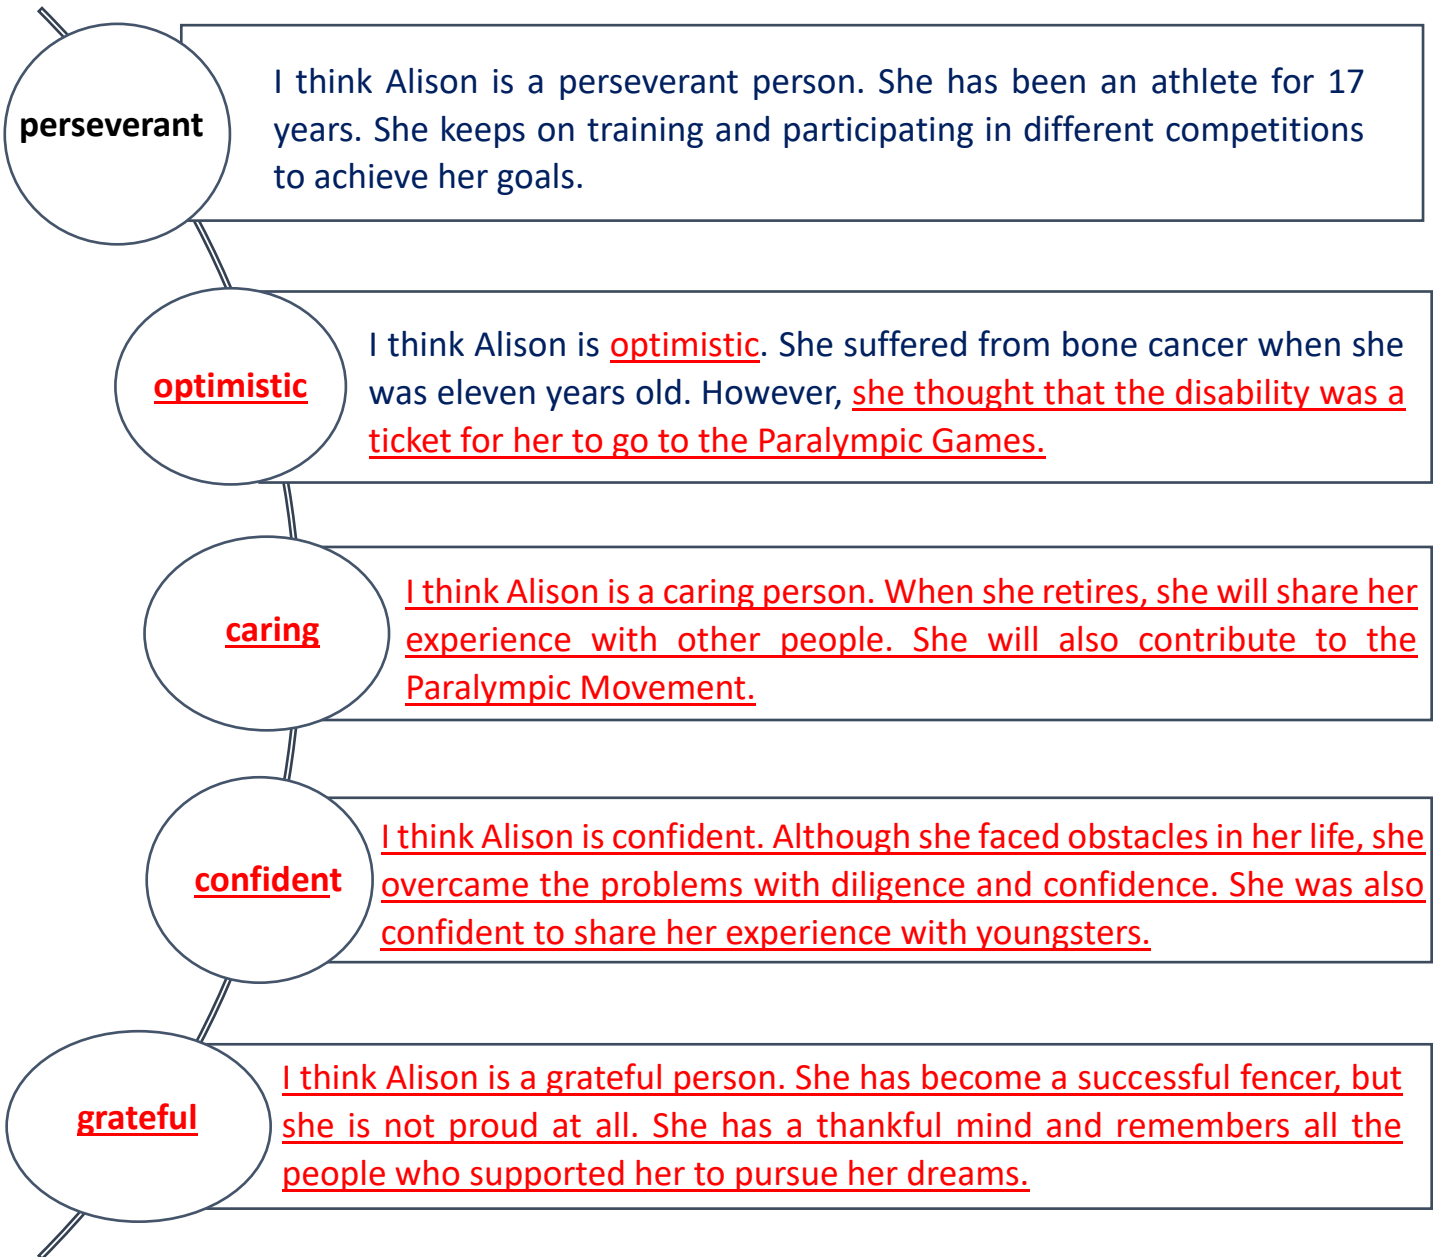 perseverant
I think Alison is a perseverant person. She has been an athlete for 17
years. She keeps on training and participating in different competitions
to achieve her goals.
optimistic
I think Alison is optimistic. She suffered from bone cancer when she
was eleven years old. However, she thought that the disability was a
ticket for her to go to the Paralympic Games.
caring
I think Alison is a caring person. When she retires, she will share her
experience with other people. She will also contribute to the
Paralympic Movement.
confident
I think Alison is confident. Although she faced obstacles in her life, she
overcame the problems with diligence and confidence. She was also
confident to share her experience with youngsters.
grateful
I think Alison is a grateful person. She has become a successful fencer, but
she is not proud at all. She has a thankful mind and remembers all the
people who supported her to pursue her dreams.